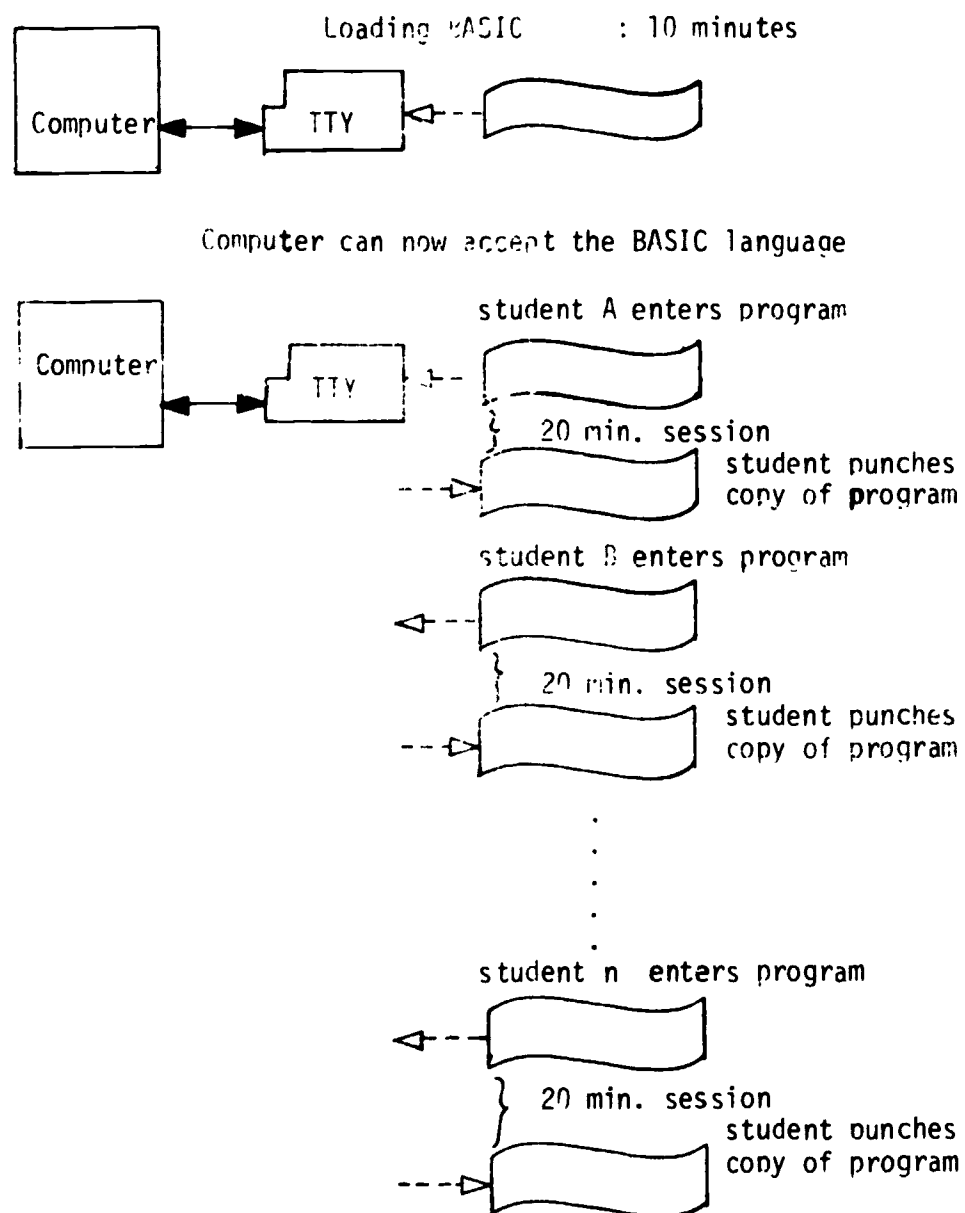 Loading BASIC : 10 minutes
Computer
TTY
Computer can now accept the BASIC language
student A enters program
Computer
TTY
20 min. session
student punches
copy of program
student B enters program
20 min. session
student punches
copy of program
student n enters program
20 min. session
student punches
copy of program